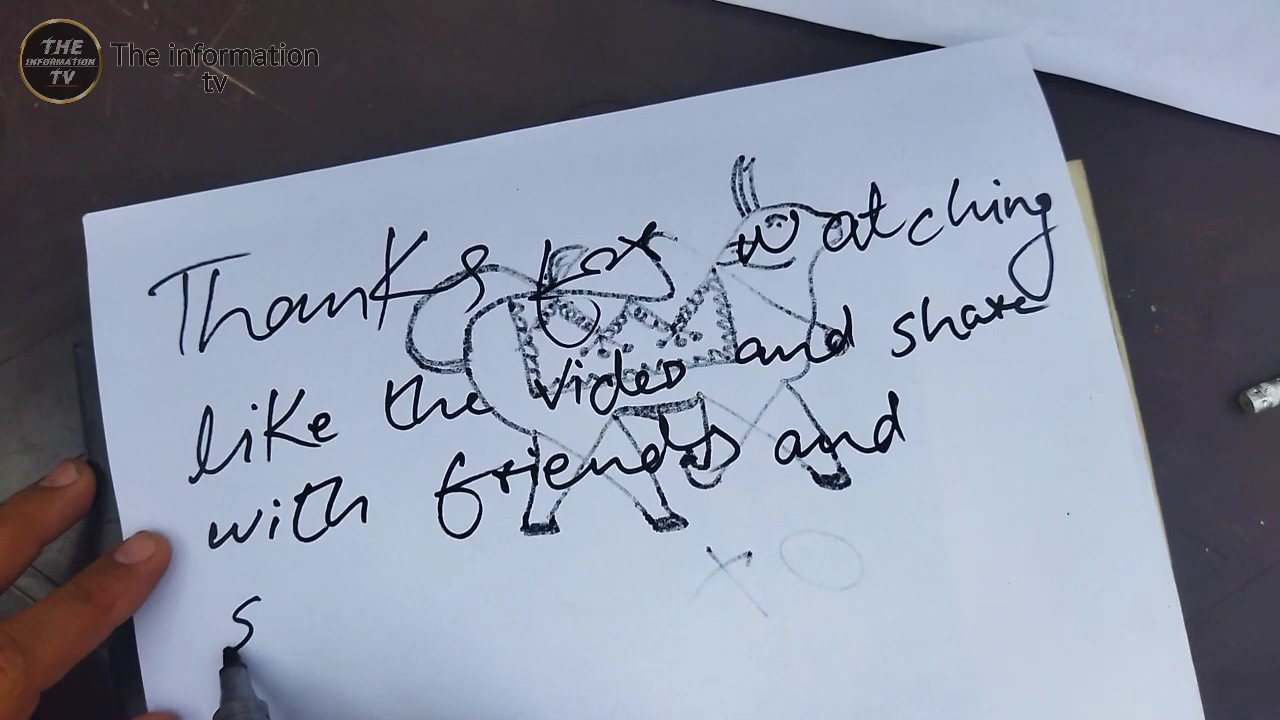 THE
INFORMATION
TV
The information
tv
Thanks for watching
like the video and share
with friends and
S